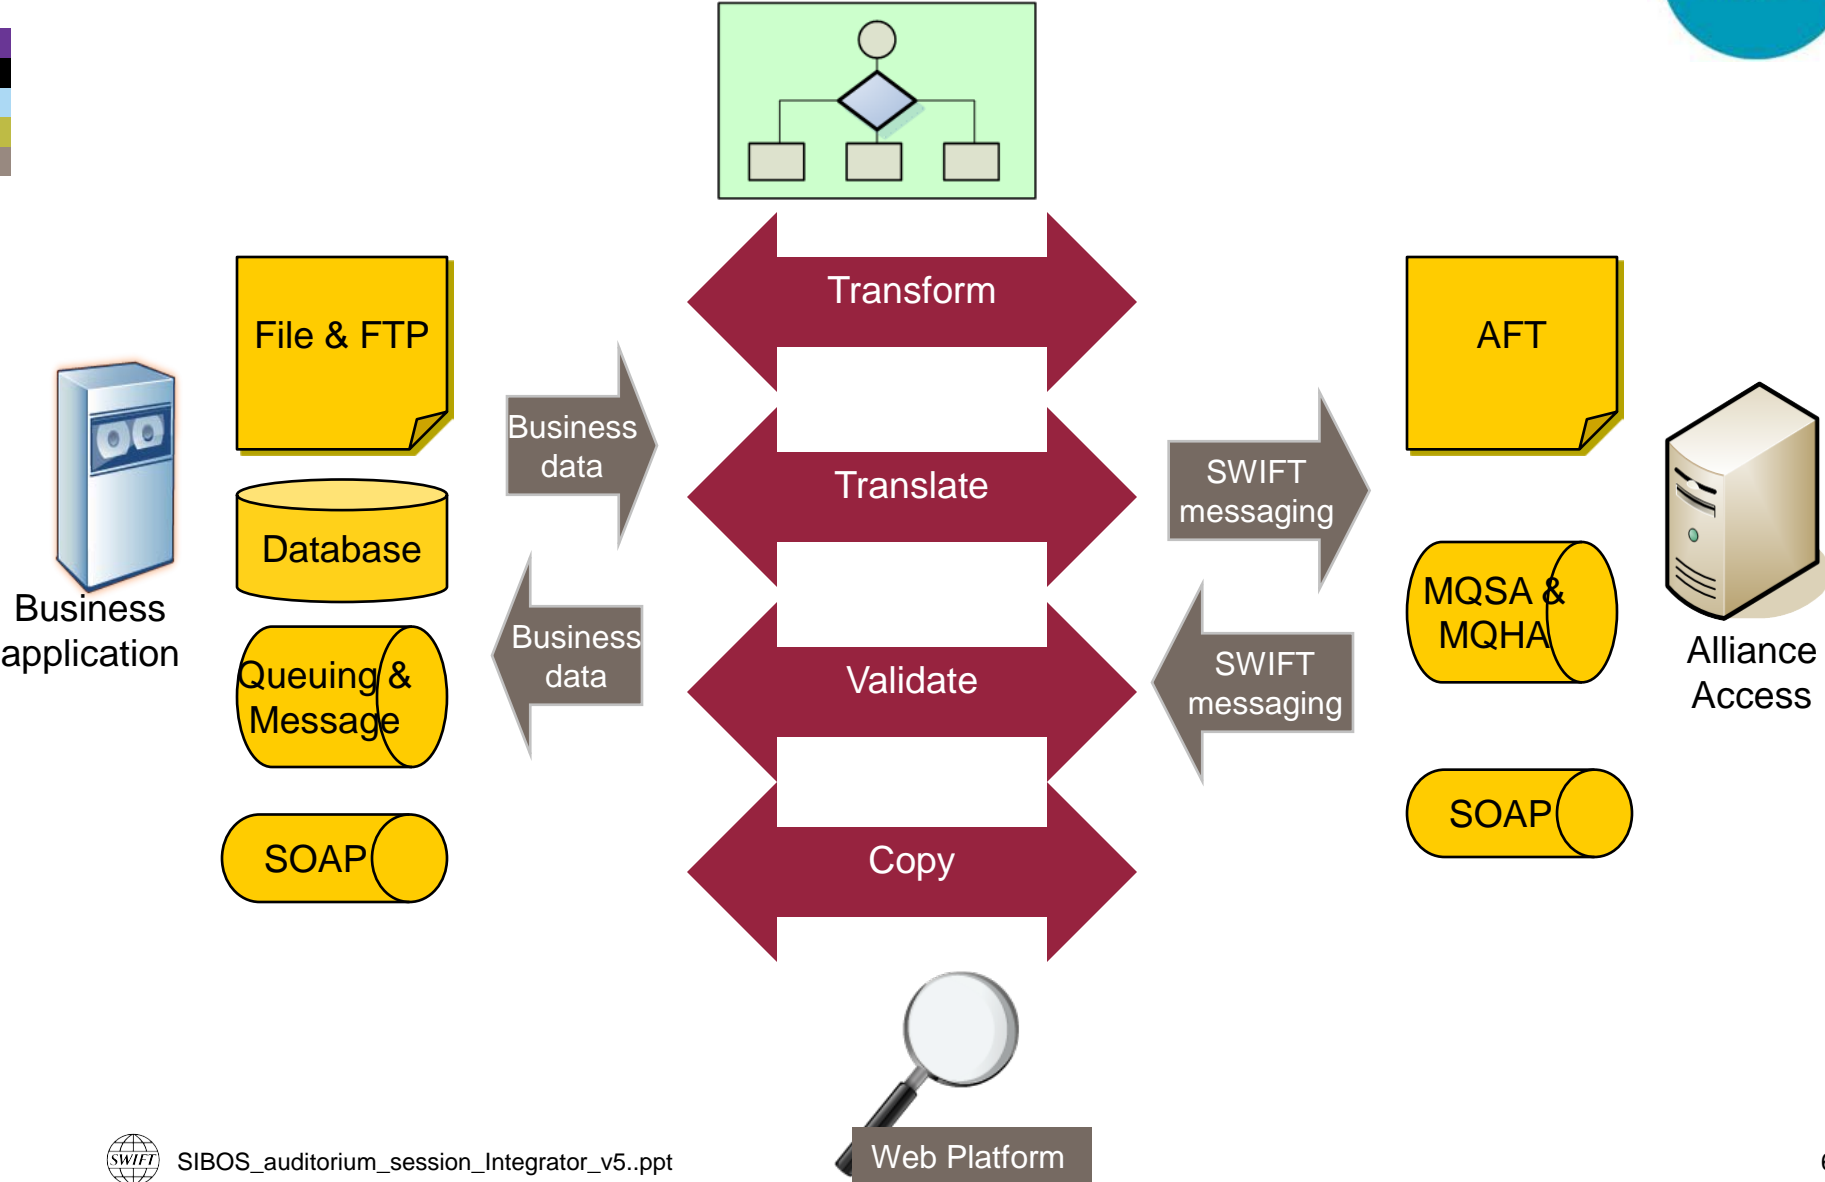 Transform
File & FTP
AFT
Business
data
SWIFT
messaging
Translate
Database
MQSA &
MQHA
Business
application
Business
data
SWIFT
messaging
Alliance
Access
Queuing &
Message
Validate
SOAP
SOAP
Copy
Web Platform
SWIFT
SIBOS_auditorium_session_Integrator_v5..ppt